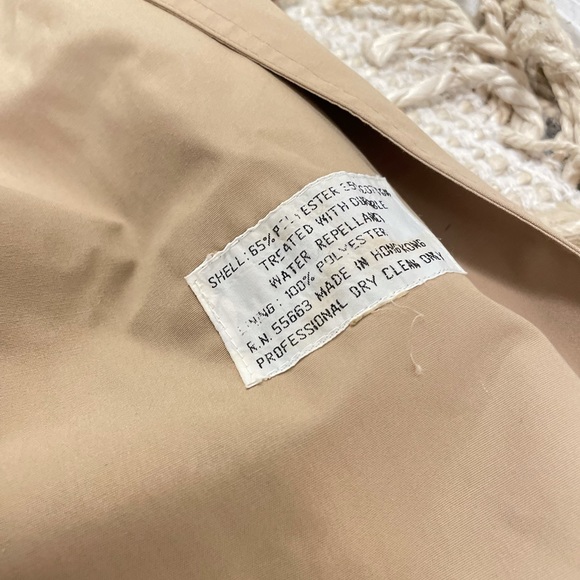 SHELL: 65% POLYESTER 35% COTTON
TREATED WITH DURABLE
WATER REPELLANCY
LINING: 100% POLYESTER
R.N. 55663 MADE IN HONGKONG
PROFESSIONAL DRY CLEAN ONLY